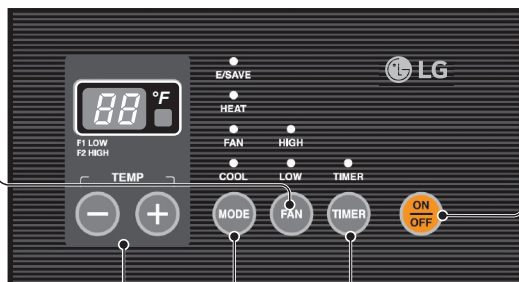 E/SAVE
LG
88 °F
HEAT
F1 LOW
F2 HIGH
FAN HIGH
TEMP
COOL LOW TIMER
− +
MODE
FAN
TIMER
ON
OFF